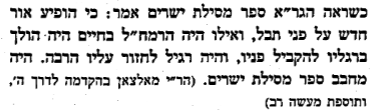 כשראה הגר״א ספר מסילת ישרים אמר: כי הופיע אור
חדש על פני תבל, ואילו היה הרמח״ל בחיים היה הולך
ברגליו להקביל פניו, והיה רגיל לחזור עליו הרבה. היה
מחבב ספר מסילת ישרים. (הר״י מאלצאן בהקדמה לדרך ה׳,
ותוספת מעשה רב)